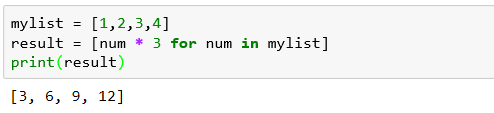 mylist = [1,2,3,4]
result = [num * 3 for num in mylist]
print(result)
[3, 6, 9, 12]